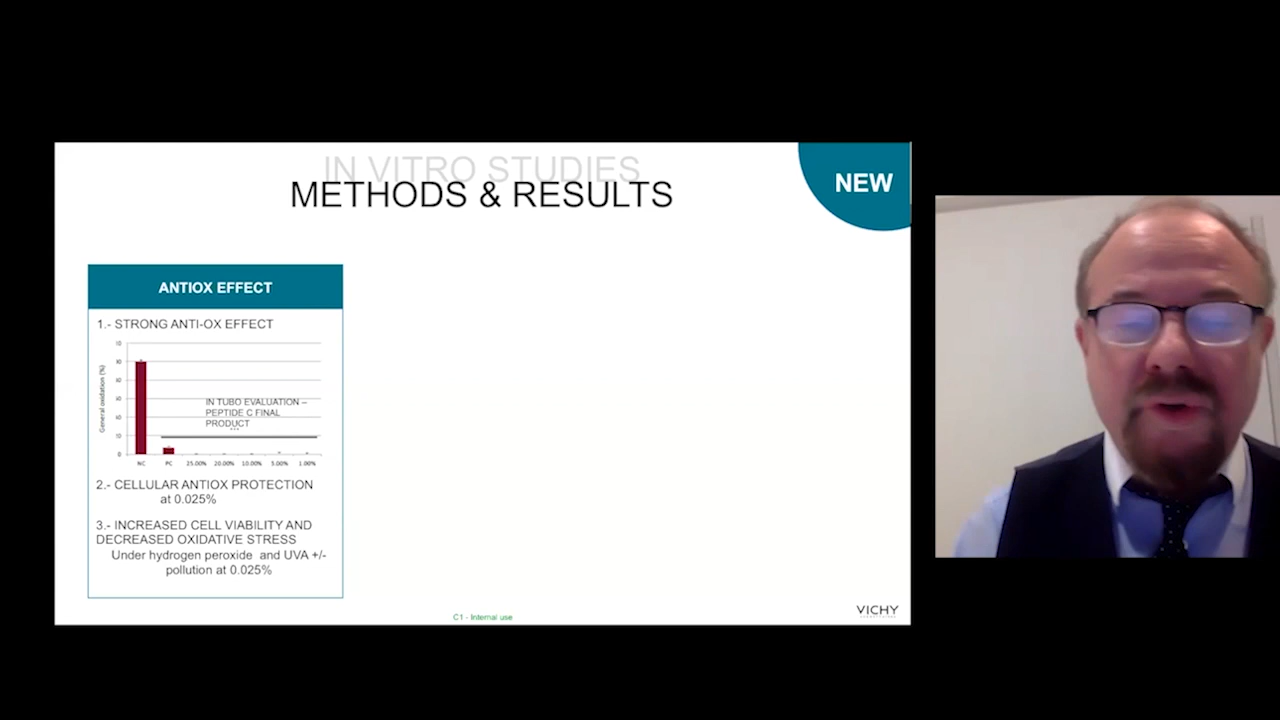 IN VITRO STUDIES
METHODS & RESULTS
NEW
ANTIOX EFFECT
1.- STRONG ANTI-OX EFFECT
General oxidation (%)
IN TUBO EVALUATION –
PEPTIDE C FINAL
PRODUCT
***
0
NC PC 25.00% 20.00% 10.00% 5.00% 1.00%
2.- CELLULAR ANTIOX PROTECTION
at 0.025%
3.- INCREASED CELL VIABILITY AND
DECREASED OXIDATIVE STRESS
Under hydrogen peroxide and UVA +/-
pollution at 0.025%
C1 - Internal use
VICHY